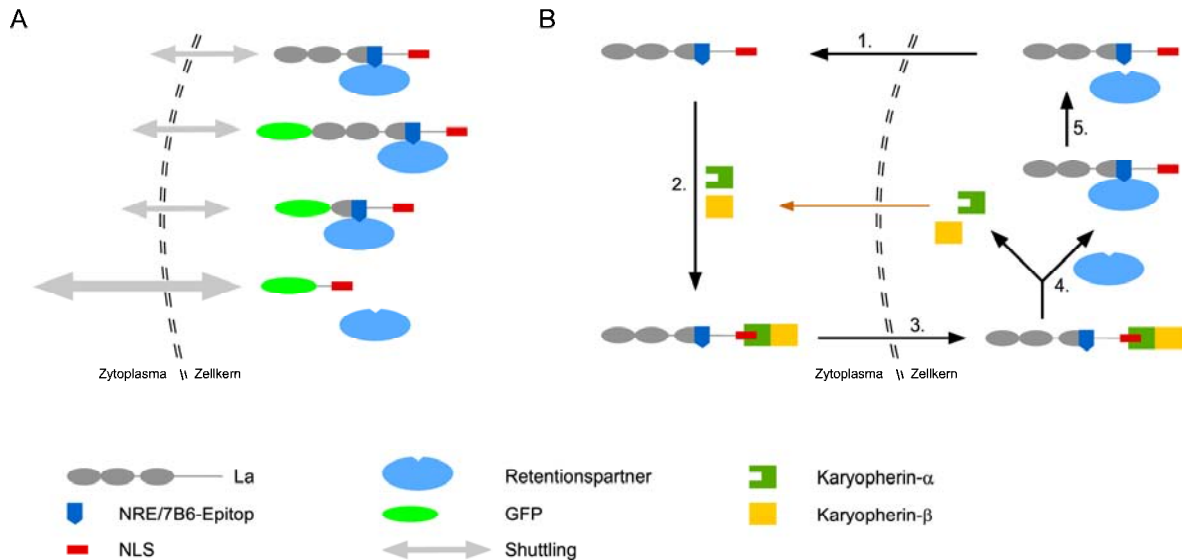 A
B
1.
2.
3.
4.
5.
Zytoplasma
Zellkern
Zytoplasma
Zellkern
La
NRE/7B6-Epitop
NLS
Retentionspartner
GFP
Shuttling
Karyopherin-α
Karyopherin-β